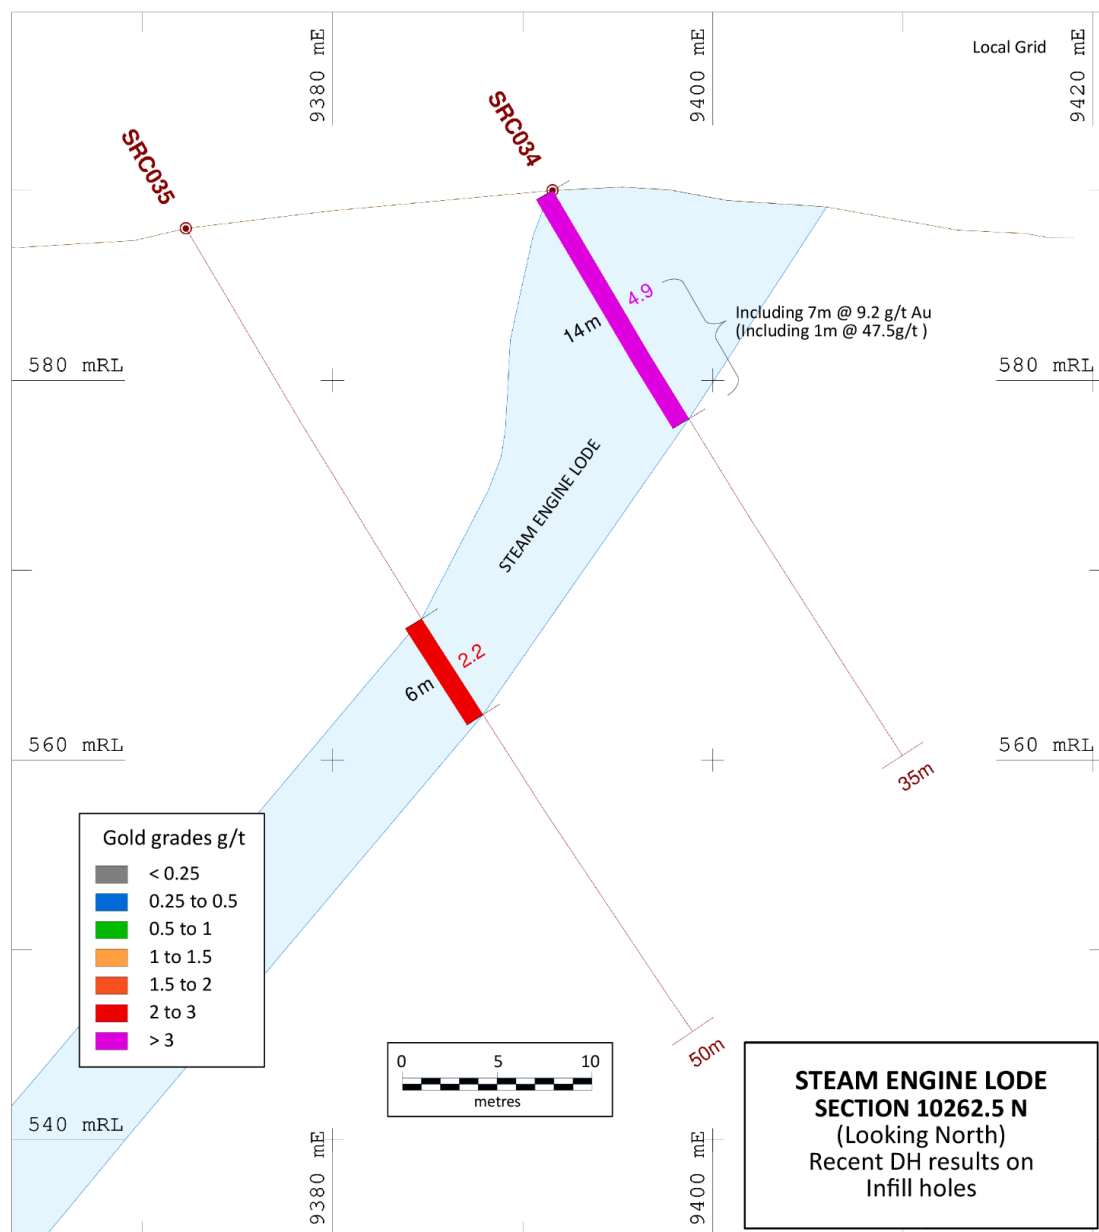 9380 mE
9400 mE
9420 mE
Local Grid
SRC035
SRC034
4.9
14m
Including 7m @ 9.2 g/t Au
(Including 1m @ 47.5g/t )
580 mRL
580 mRL
STEAM ENGINE LODE
2.2
6m
560 mRL
560 mRL
35m
Gold grades g/t
< 0.25
0.25 to 0.5
0.5 to 1
1 to 1.5
1.5 to 2
2 to 3
> 3
50m
0 5 10
metres
540 mRL
9380 mE
9400 mE
STEAM ENGINE LODE
SECTION 10262.5 N
(Looking North)
Recent DH results on
Infill holes